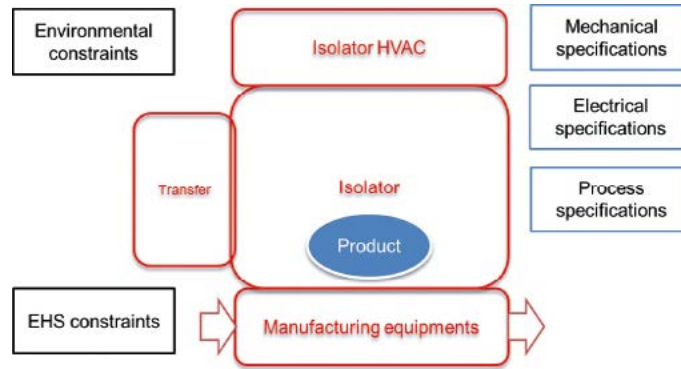 Environmental
constraints
Isolator HVAC
Mechanical
specifications
Electrical
specifications
Transfer
Isolator
Process
specifications
Product
EHS constraints
Manufacturing equipments